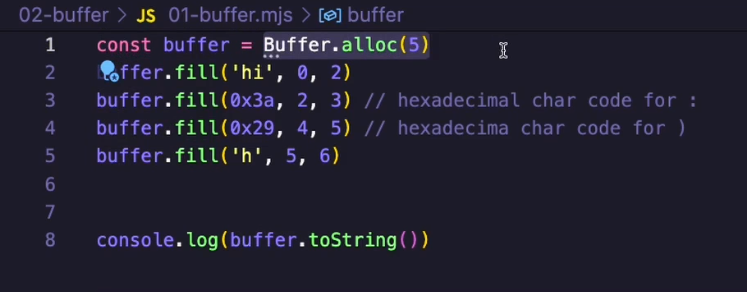 02-buffer > JS 01-buffer.mjs > buffer
1 const buffer = Buffer.alloc(5)
2 buffer.fill('hi', 0, 2)
3 buffer.fill(0x3a, 2, 3) // hexadecimal char code for :
4 buffer.fill(0x29, 4, 5) // hexadecima char code for )
5 buffer.fill('h', 5, 6)
6
7
8 console.log(buffer.toString())